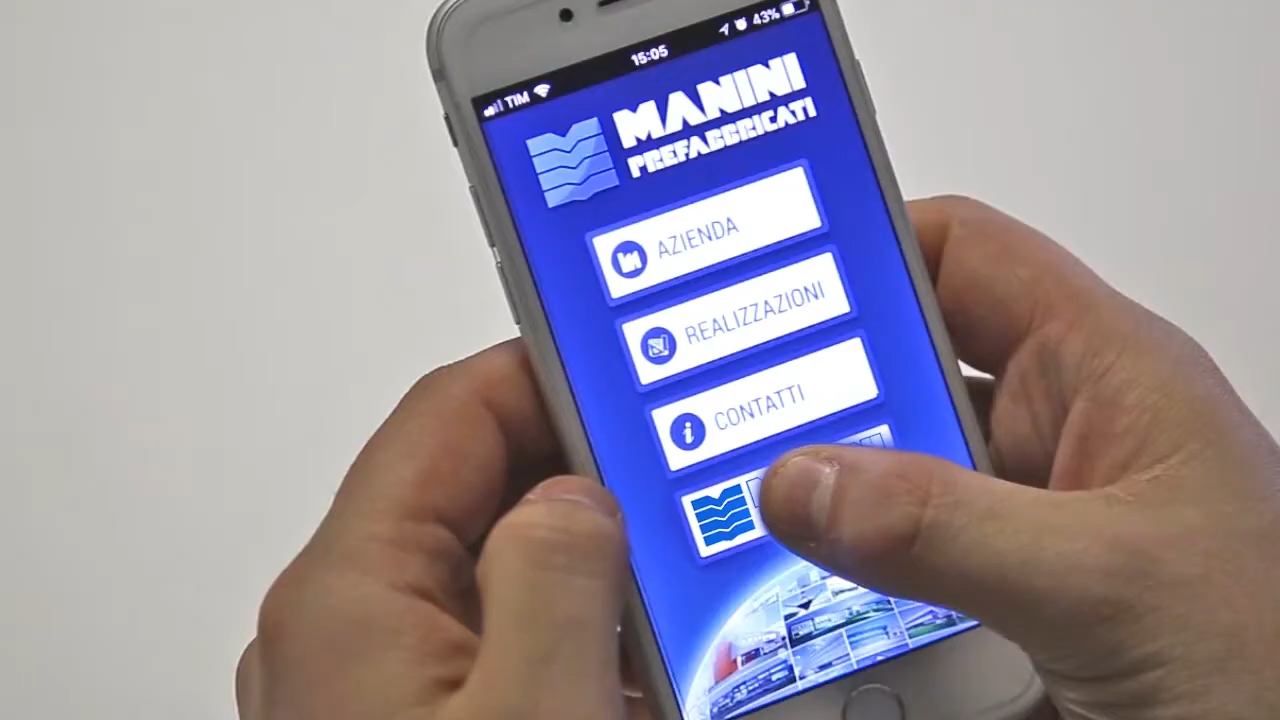 TIM 15:05 43%
MANINI
PREFABBRICATI
AZIENDA
REALIZZAZIONI
CONTATTI